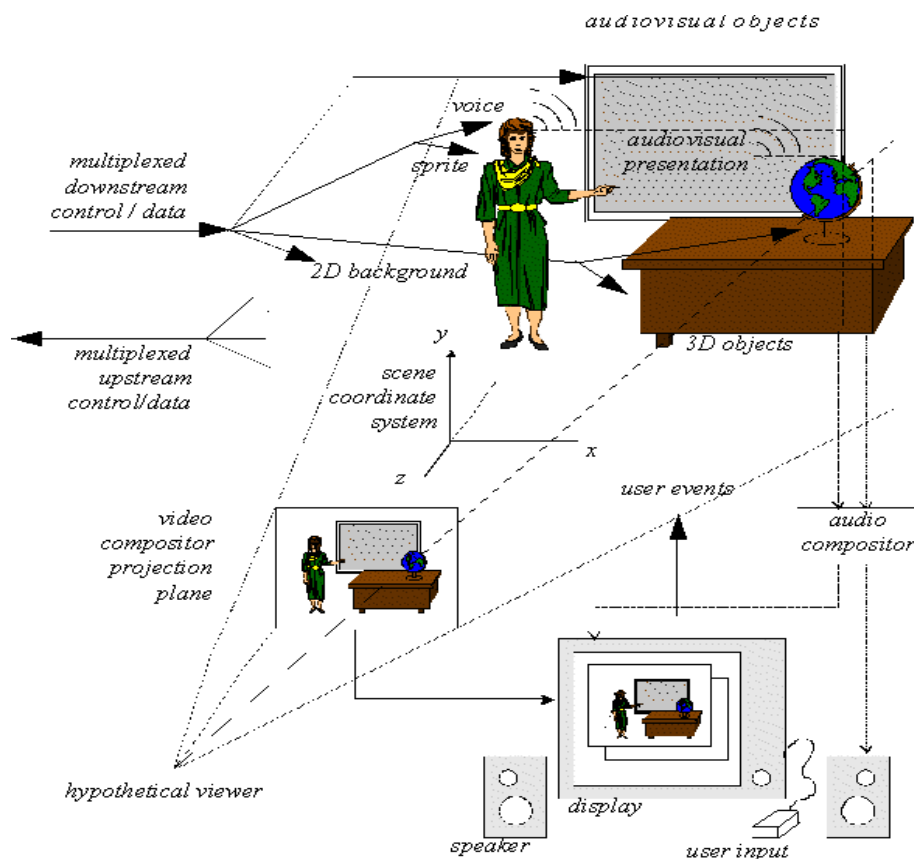 audiovisual objects
voice
multiplexed
downstream
control / data
sprite
audiovisual
presentation
2D background
multiplexed
upstream
control/data
3D objects
y
scene
coordinate
system
x
z
user events
video
compositor
projection
plane
audio
compositor
hypothetical viewer
display
speaker
user input